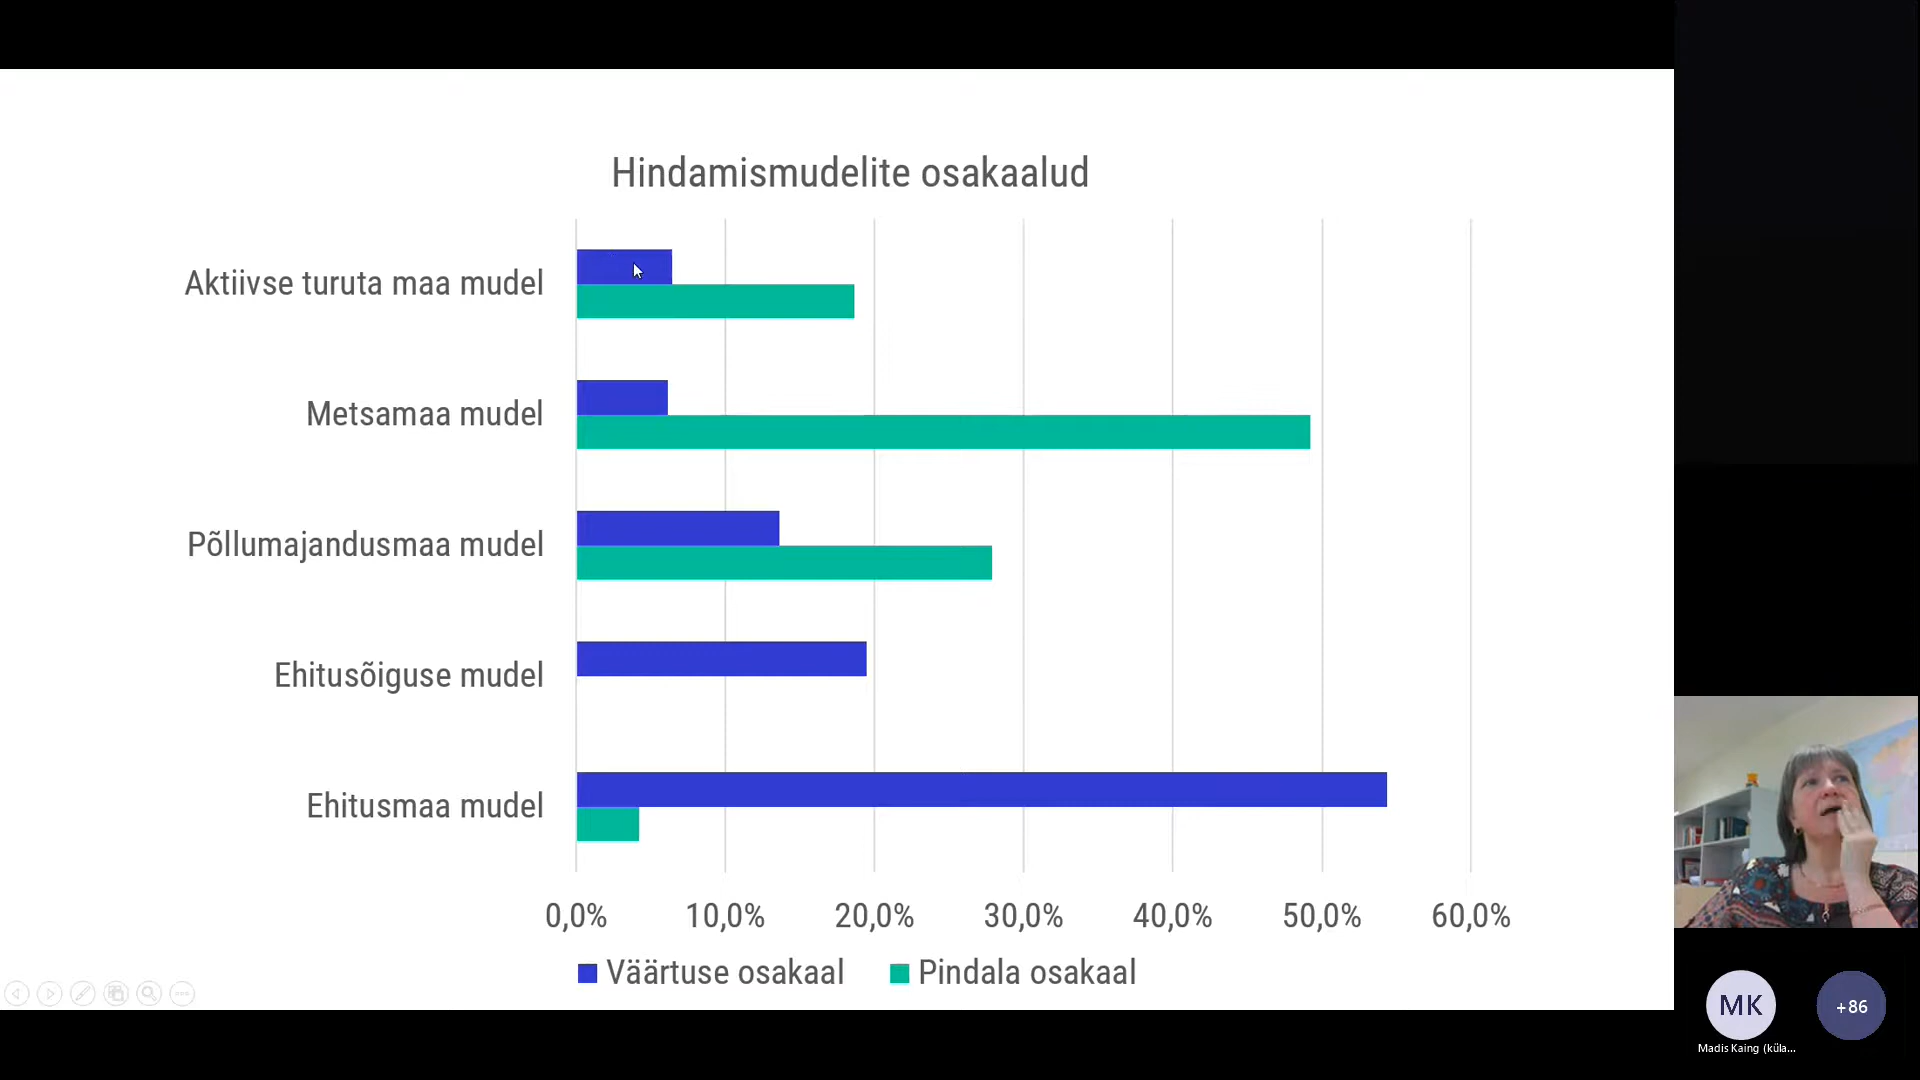 Hindamismudelite osakaalud
Aktiivse turuta maa mudel
Metsamaa mudel
Põllumajandusmaa mudel
Ehitusõiguse mudel
Ehitusmaa mudel
0,0% 10,0% 20,0% 30,0% 40,0% 50,0% 60,0%
Väärtuse osakaal Pindala osakaal
MK +86
Madis Kaing (küla...